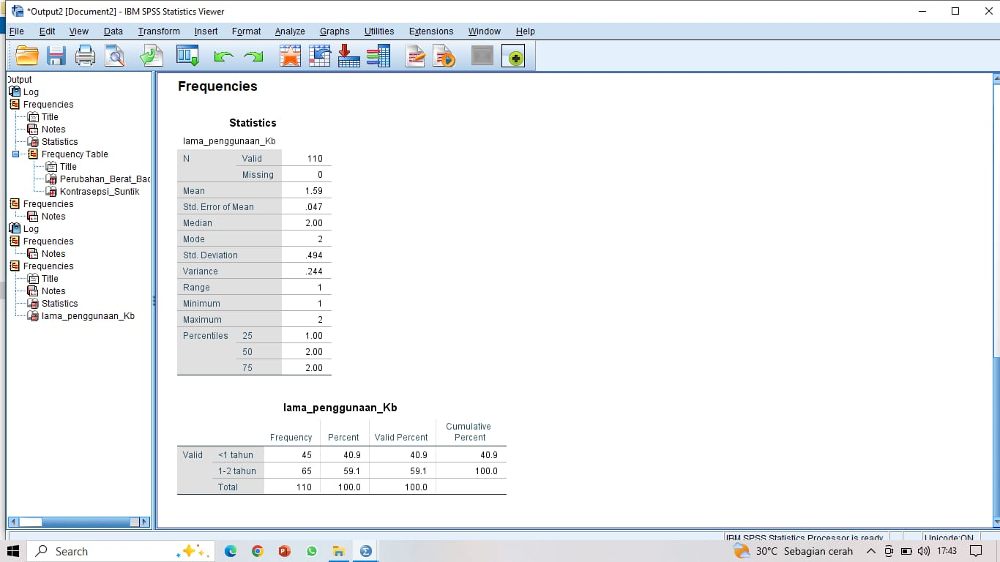 *Output2 [Document2] - IBM SPSS Statistics Viewer
File Edit View Data Transform Insert Format Analyze Graphs Utilities Extensions Window Help
Output
Log
Frequencies
Title
Notes
Statistics
Frequency Table
Title
Perubahan_Berat_Bad
Kontrasepsi_Suntik
Frequencies
Notes
Log
Frequencies
Notes
Frequencies
Title
Notes
Statistics
lama_penggunaan_Kb
Frequencies
Statistics
lama_penggunaan_Kb
N Valid 110
Missing 0
Mean 1.59
Std. Error of Mean .047
Median 2.00
Mode 2
Std. Deviation .494
Variance .244
Range 1
Minimum 1
Maximum 2
Percentiles 25 1.00
50 2.00
75 2.00
lama_penggunaan_Kb
Frequency Percent Valid Percent Cumulative Percent
Valid <1 tahun 45 40.9 40.9 40.9
1-2 tahun 65 59.1 59.1 100.0
Total 110 100.0 100.0
IBM SPSS Statistics Processor is ready Unicode:ON
Search 30°C Sebagian cerah 17:43